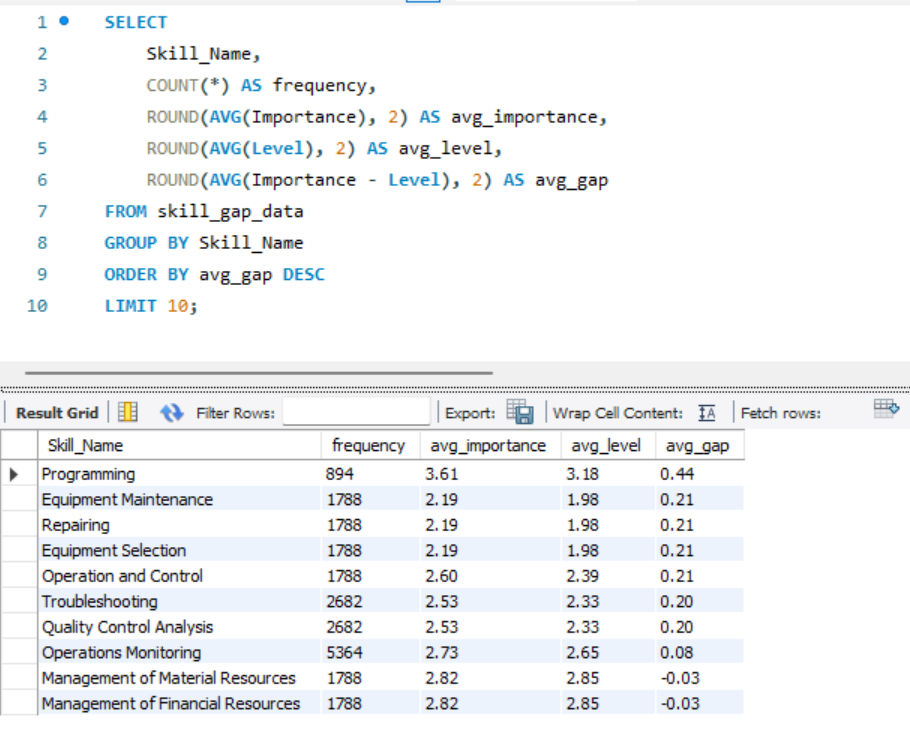 1 SELECT
2 Skill_Name,
3 COUNT(*) AS frequency,
4 ROUND(AVG(Importance), 2) AS avg_importance,
5 ROUND(AVG(Level), 2) AS avg_level,
6 ROUND(AVG(Importance - Level), 2) AS avg_gap
7 FROM skill_gap_data
8 GROUP BY Skill_Name
9 ORDER BY avg_gap DESC
10 LIMIT 10;
Result Grid Filter Rows: Export: Wrap Cell Content: IA Fetch rows:
Skill_Name frequency avg_importance avg_level avg_gap
Programming 894 3.61 3.18 0.44
Equipment Maintenance 1788 2.19 1.98 0.21
Repairing 1788 2.19 1.98 0.21
Equipment Selection 1788 2.19 1.98 0.21
Operation and Control 1788 2.60 2.39 0.21
Troubleshooting 2682 2.53 2.33 0.20
Quality Control Analysis 2682 2.53 2.33 0.20
Operations Monitoring 5364 2.73 2.65 0.08
Management of Material Resources 1788 2.82 2.85 -0.03
Management of Financial Resources 1788 2.82 2.85 -0.03